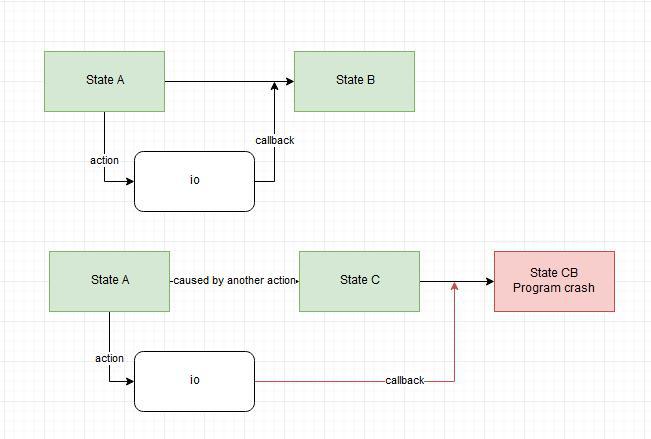 State A
State B
callback
action
io
State A
caused by another action
State C
State CB
Program crash
action
io
callback